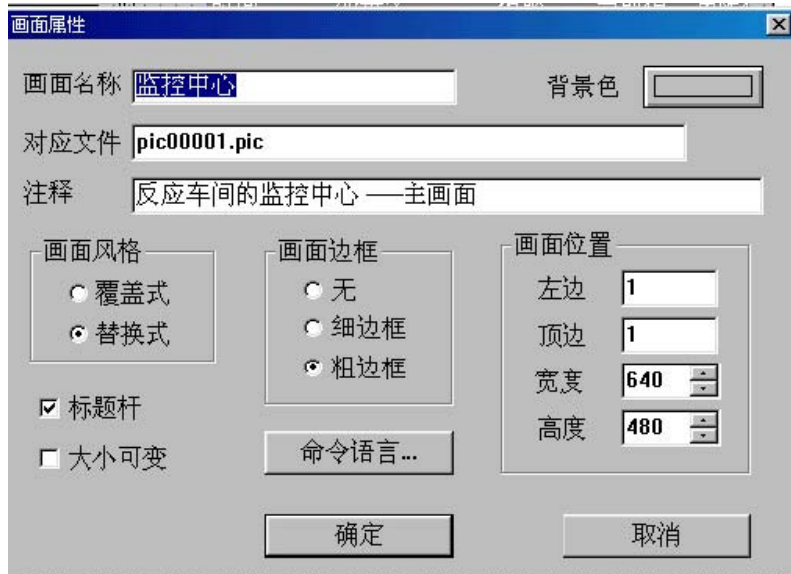 画面属性
画面名称 监控中心 背景色
对应文件 pic00001.pic
注释 反应车间的监控中心 ——主画面
画面风格 画面边框 画面位置
覆盖式 无 左边 1
替换式 细边框 顶边 1
粗边框 宽度 640
标题杆 高度 480
大小可变 命令语言...
确定 取消